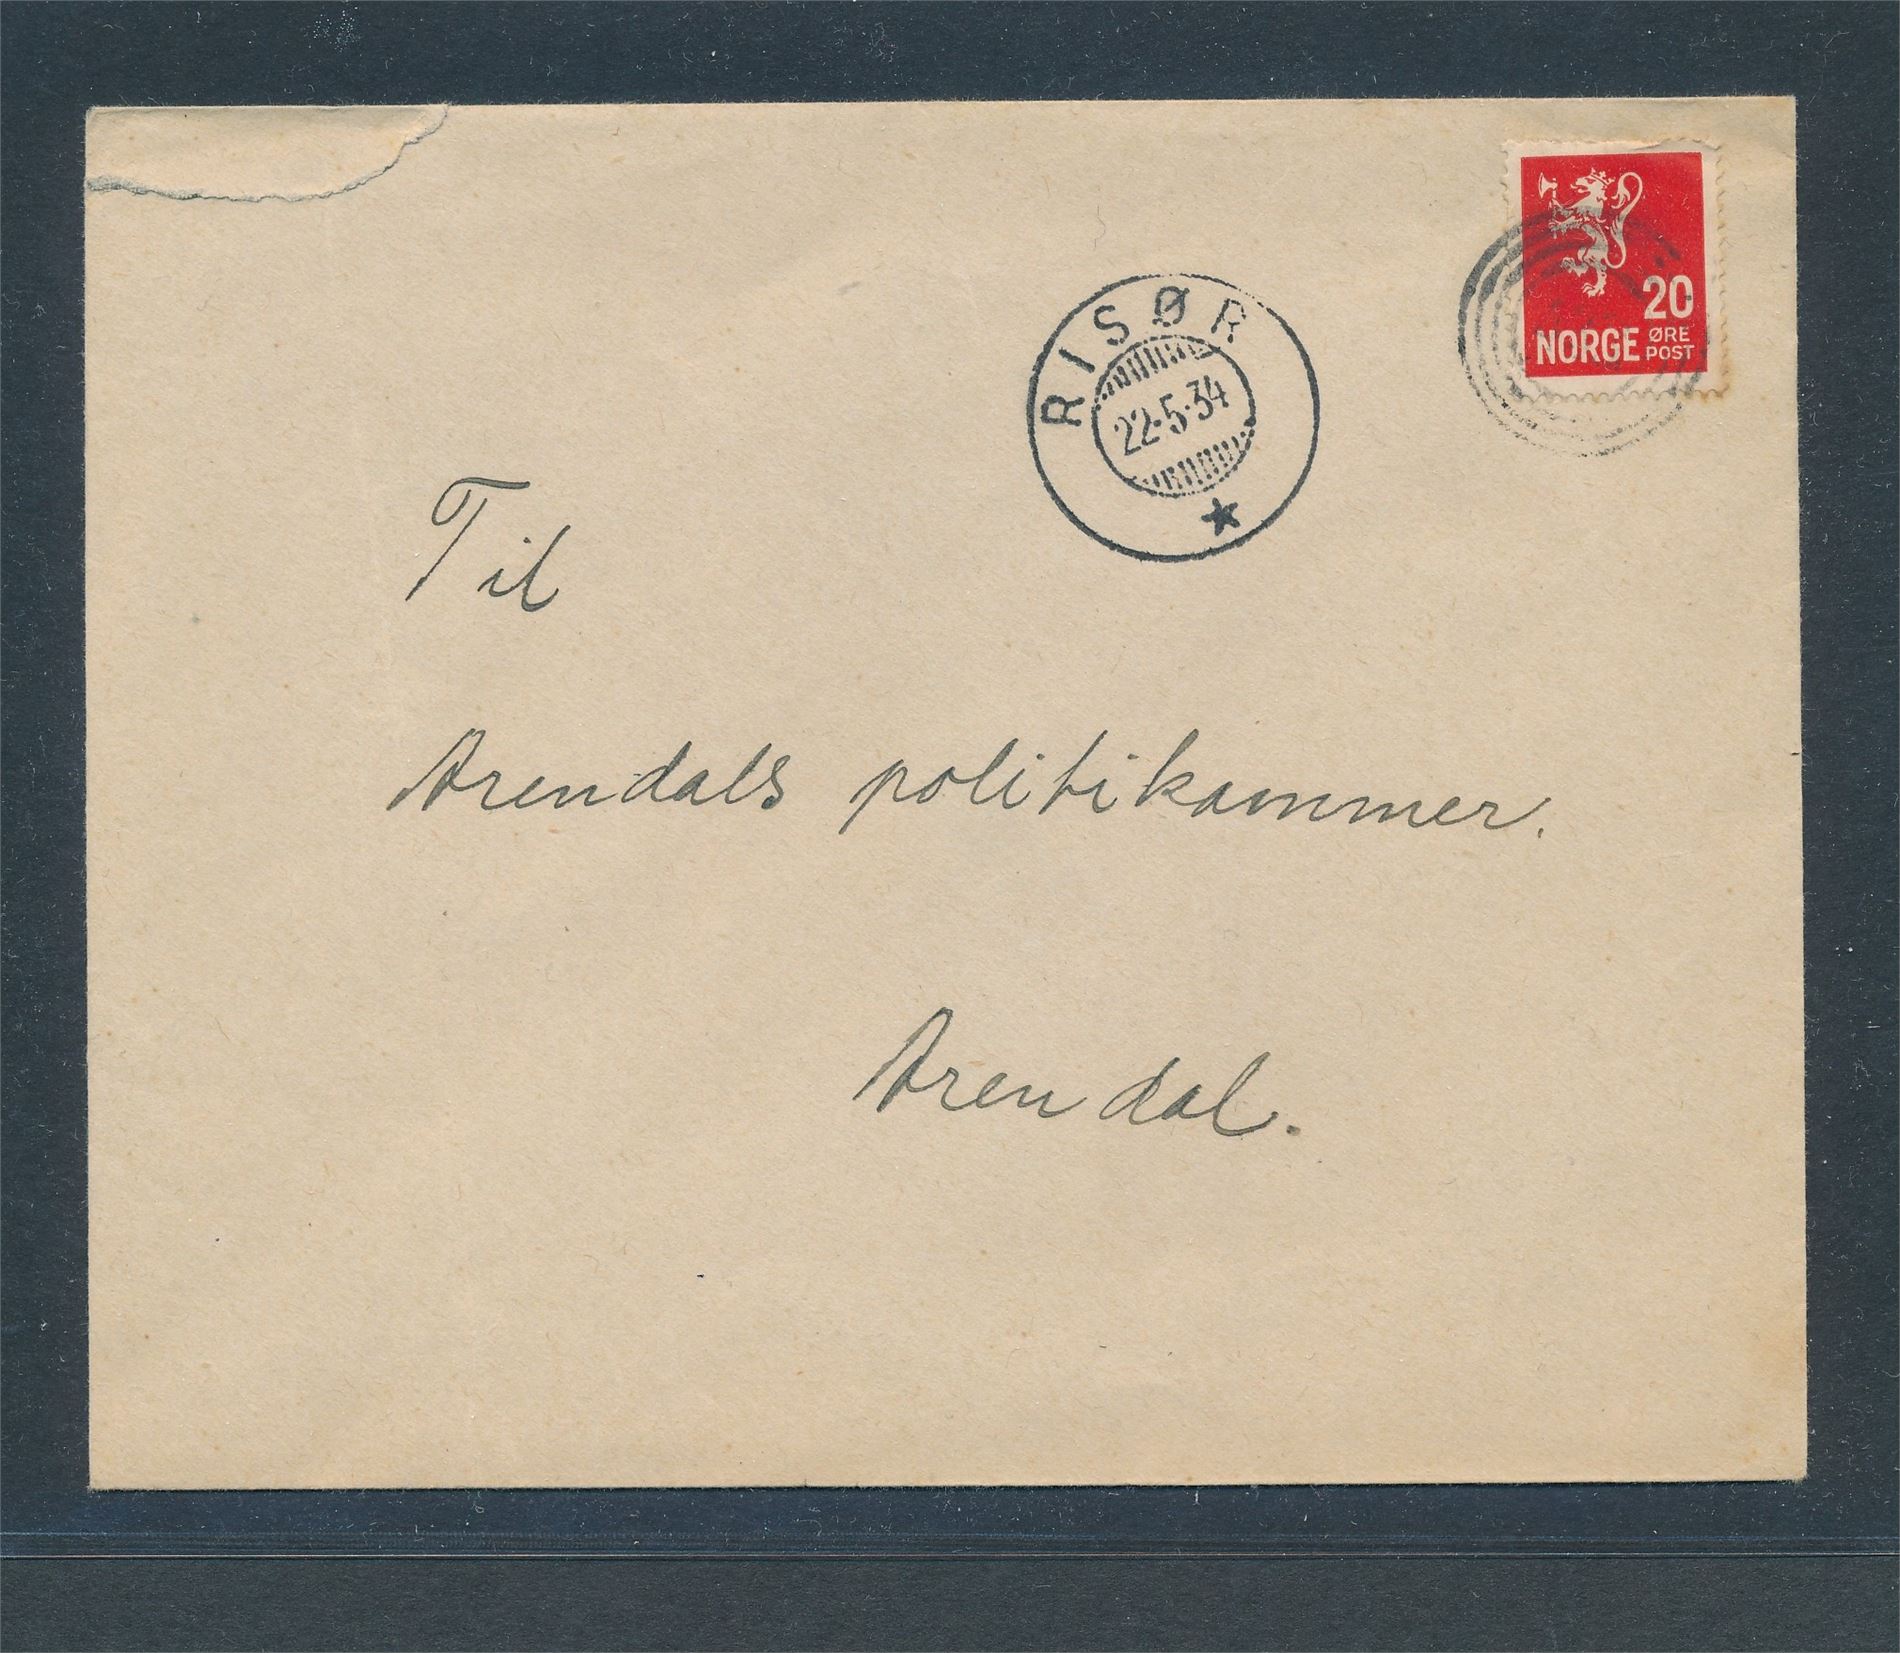 20
NORGE ØRE
POST
RISØR
22·5·34
Til
Arendals politikammer.
Arendal.